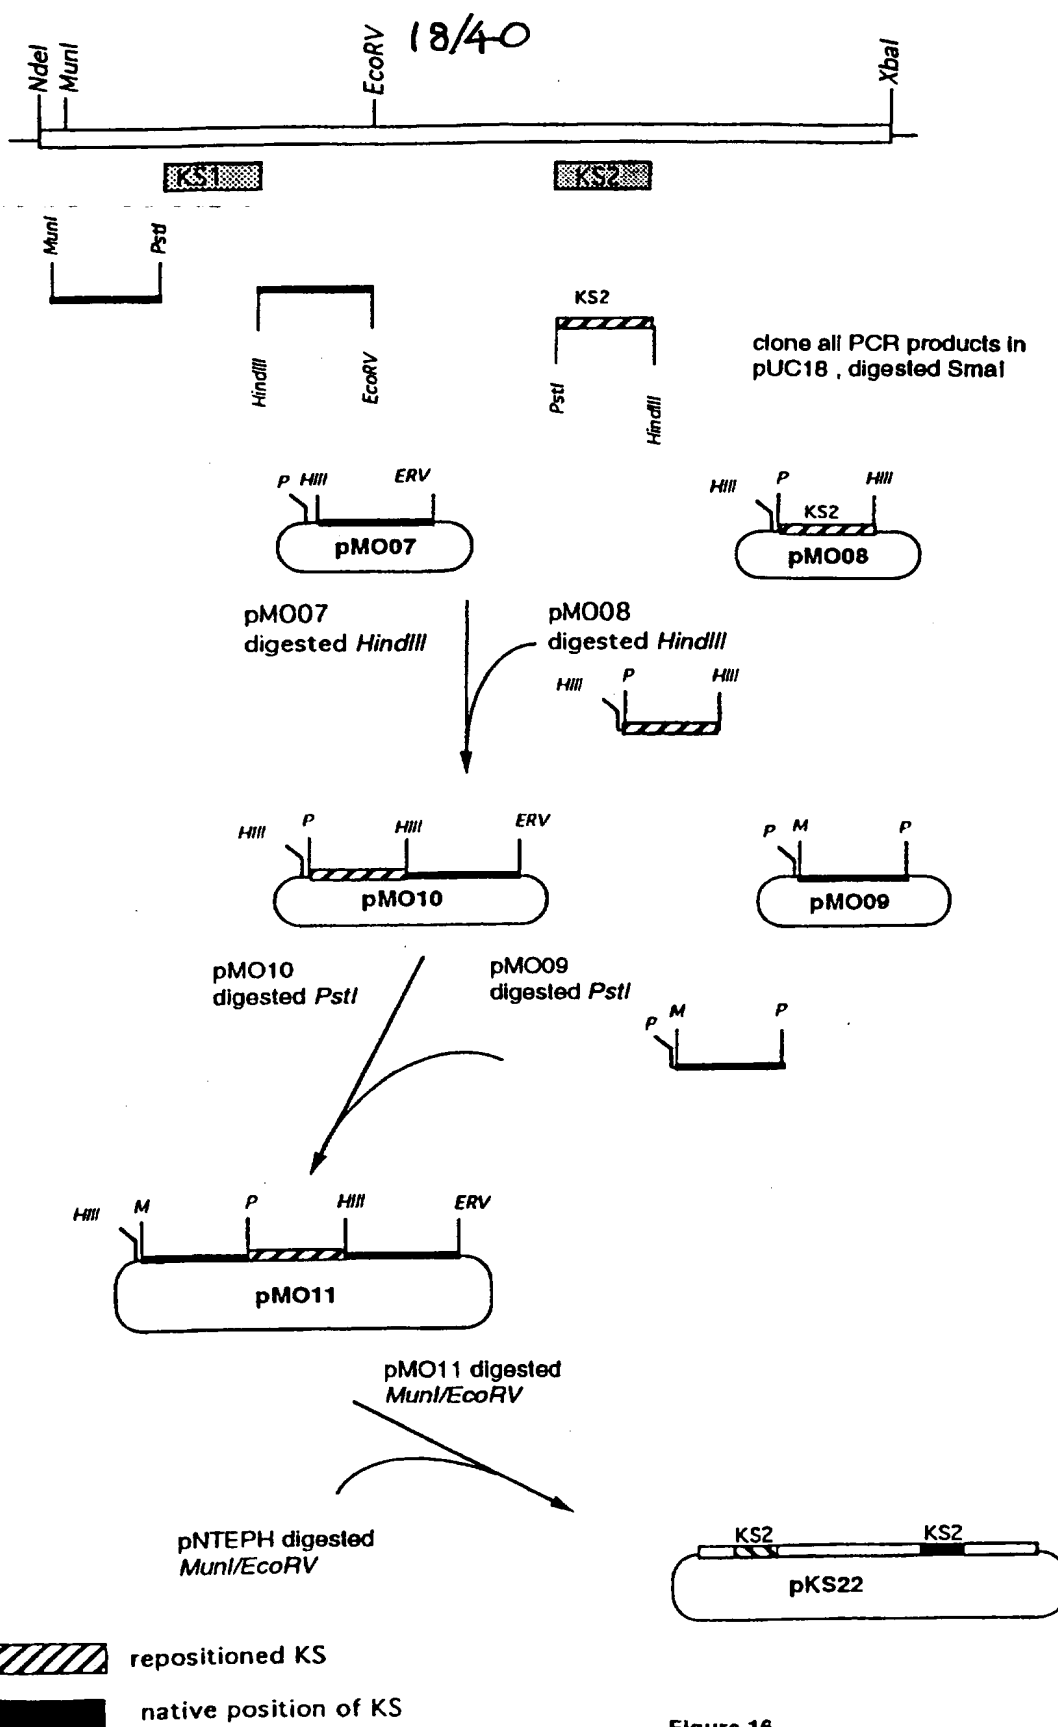 18/40
NdeI
MunI
EcoRV
XbaI
KS1
KS2
MunI
PstI
HindIII
EcoRV
KS2
PstI
HindIII
clone all PCR products in
pUC18 , digested SmaI
P HIII ERV
pMO07
HIII P HIII
KS2
pMO08
pMO07
digested HindIII
pMO08
digested HindIII
HIII P HIII
HIII P HIII ERV
pMO10
P M P
pMO09
pMO10
digested PstI
pMO09
digested PstI
P M P
HIII M P HIII ERV
pMO11
pMO11 digested
MunI/EcoRV
pNTEPH digested
MunI/EcoRV
KS2 KS2
pKS22
repositioned KS
native position of KS
Figure 16